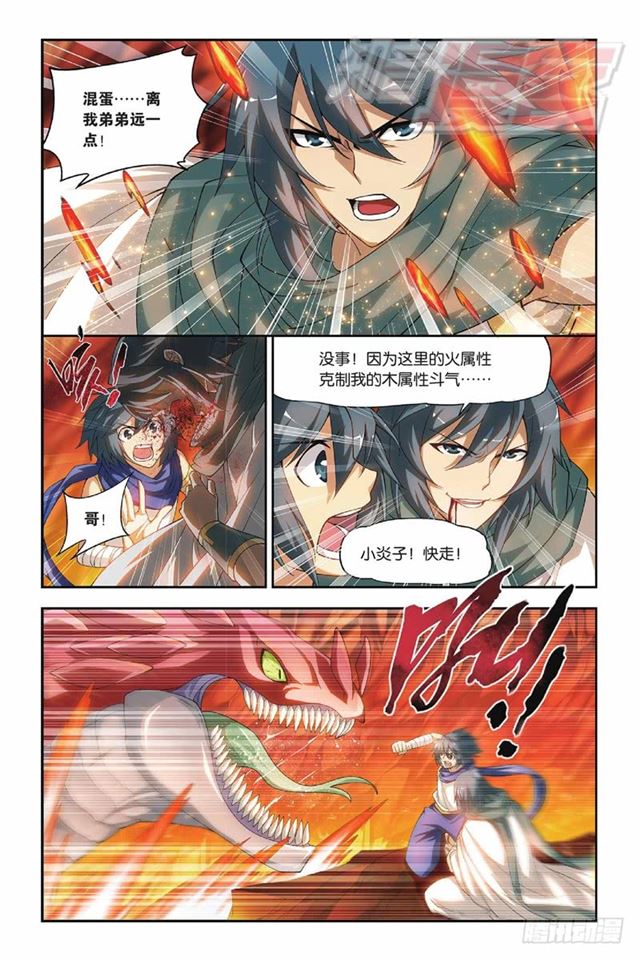 混蛋……离
我弟弟远一
点！
咳！
没事！因为这里的火属性
克制我的木属性斗气……
哥！
小炎子！快走！
吼！！
腾讯动漫